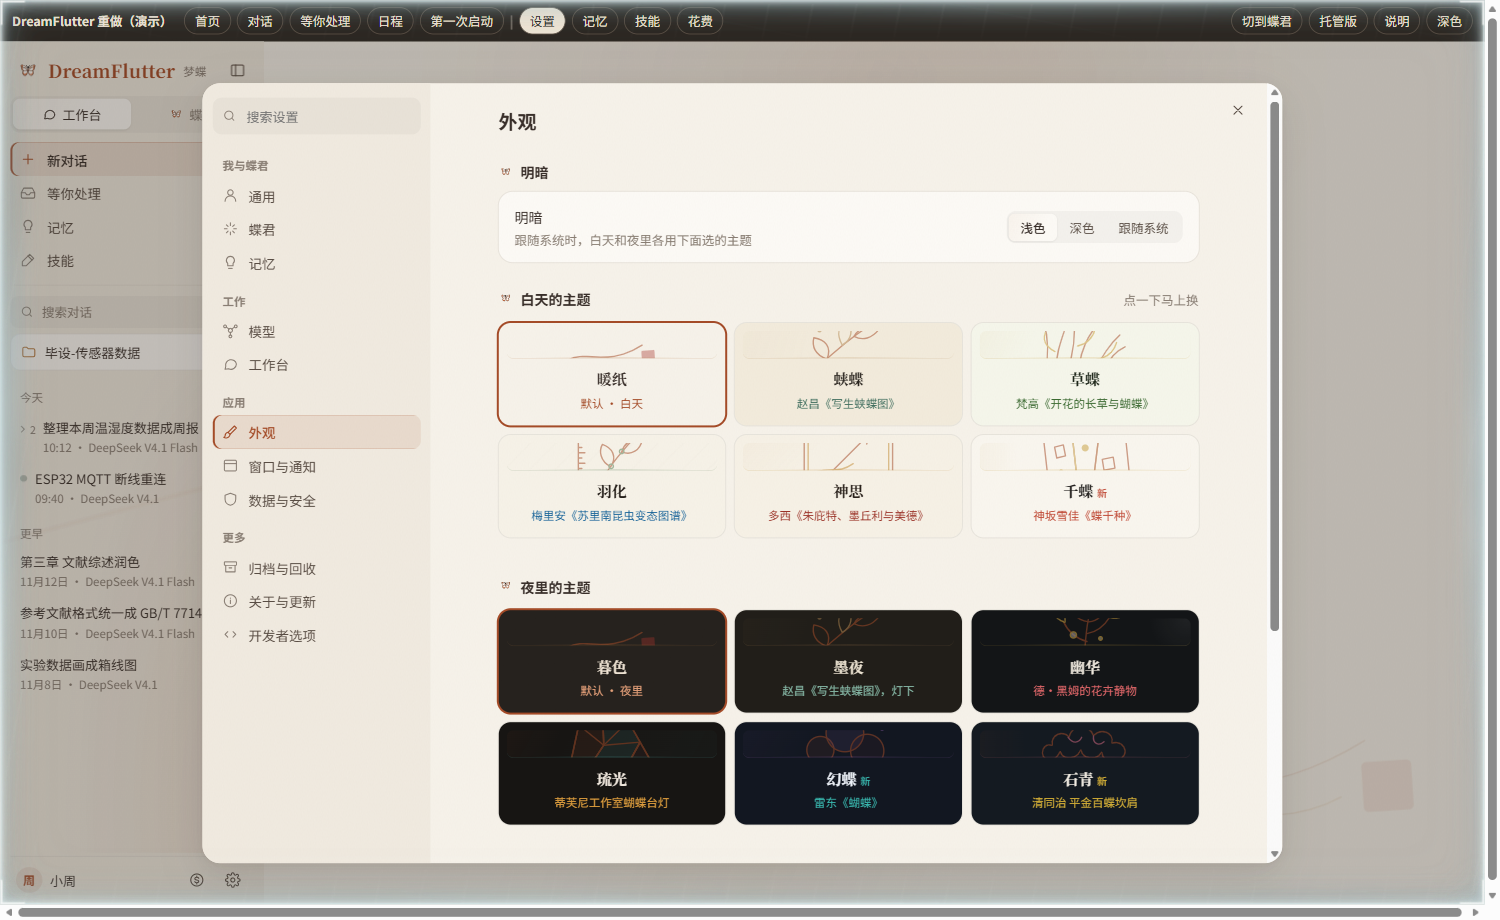 DreamFlutter 重做（演示）
首页
对话
等你处理
日程
第一次启动
设置
记忆
技能
花费
切到蝶君
托管版
说明
深色
DreamFlutter 梦蝶
工作台
蝶
新对话
等你处理
记忆
技能
搜索对话
毕设-传感器数据
今天
2 整理本周温湿度数据成周报
10:12 • DeepSeek V4.1 Flash
ESP32 MQTT 断线重连
09:40 • DeepSeek V4.1
更早
第三章 文献综述润色
11月12日 • DeepSeek V4.1 Flash
参考文献格式统一成 GB/T 7714
11月10日 • DeepSeek V4.1 Flash
实验数据画成箱线图
11月8日 • DeepSeek V4.1
周 小周
搜索设置
我与蝶君
通用
蝶君
记忆
工作
模型
工作台
应用
外观
窗口与通知
数据与安全
更多
归档与回收
关于与更新
开发者选项
外观
明暗
明暗
跟随系统时，白天和夜里各用下面选的主题
浅色
深色
跟随系统
白天的主题
点一下马上换
暖纸
默认 · 白天
蛱蝶
赵昌《写生蛱蝶图》
草蝶
梵高《开花的长草与蝴蝶》
羽化
梅里安《苏里南昆虫变态图谱》
神思
多西《朱庇特、墨丘利与美德》
千蝶 新
神坂雪佳《蝶千种》
夜里的主题
暮色
默认 · 夜里
墨夜
赵昌《写生蛱蝶图》，灯下
幽华
德·黑姆的花卉静物
琉光
蒂芙尼工作室蝴蝶台灯
幻蝶 新
雷东《蝴蝶》
石青 新
清同治 平金百蝶坎肩